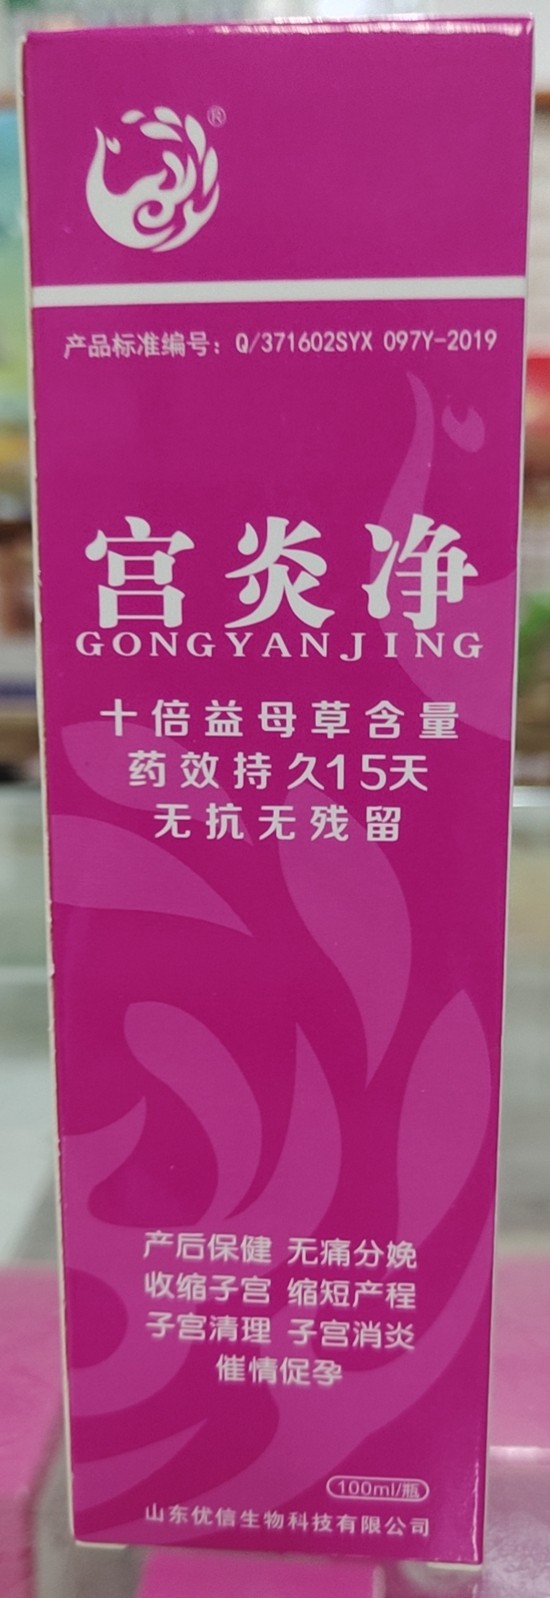 ®
产品标准编号：Q/371602SYX 097Y-2019
宫炎净
GONGYANJING
十倍益母草含量
药效持久15天
无抗无残留
产后保健 无痛分娩
收缩子宫 缩短产程
子宫清理 子宫消炎
催情促孕
100ml/瓶
山东优信生物科技有限公司